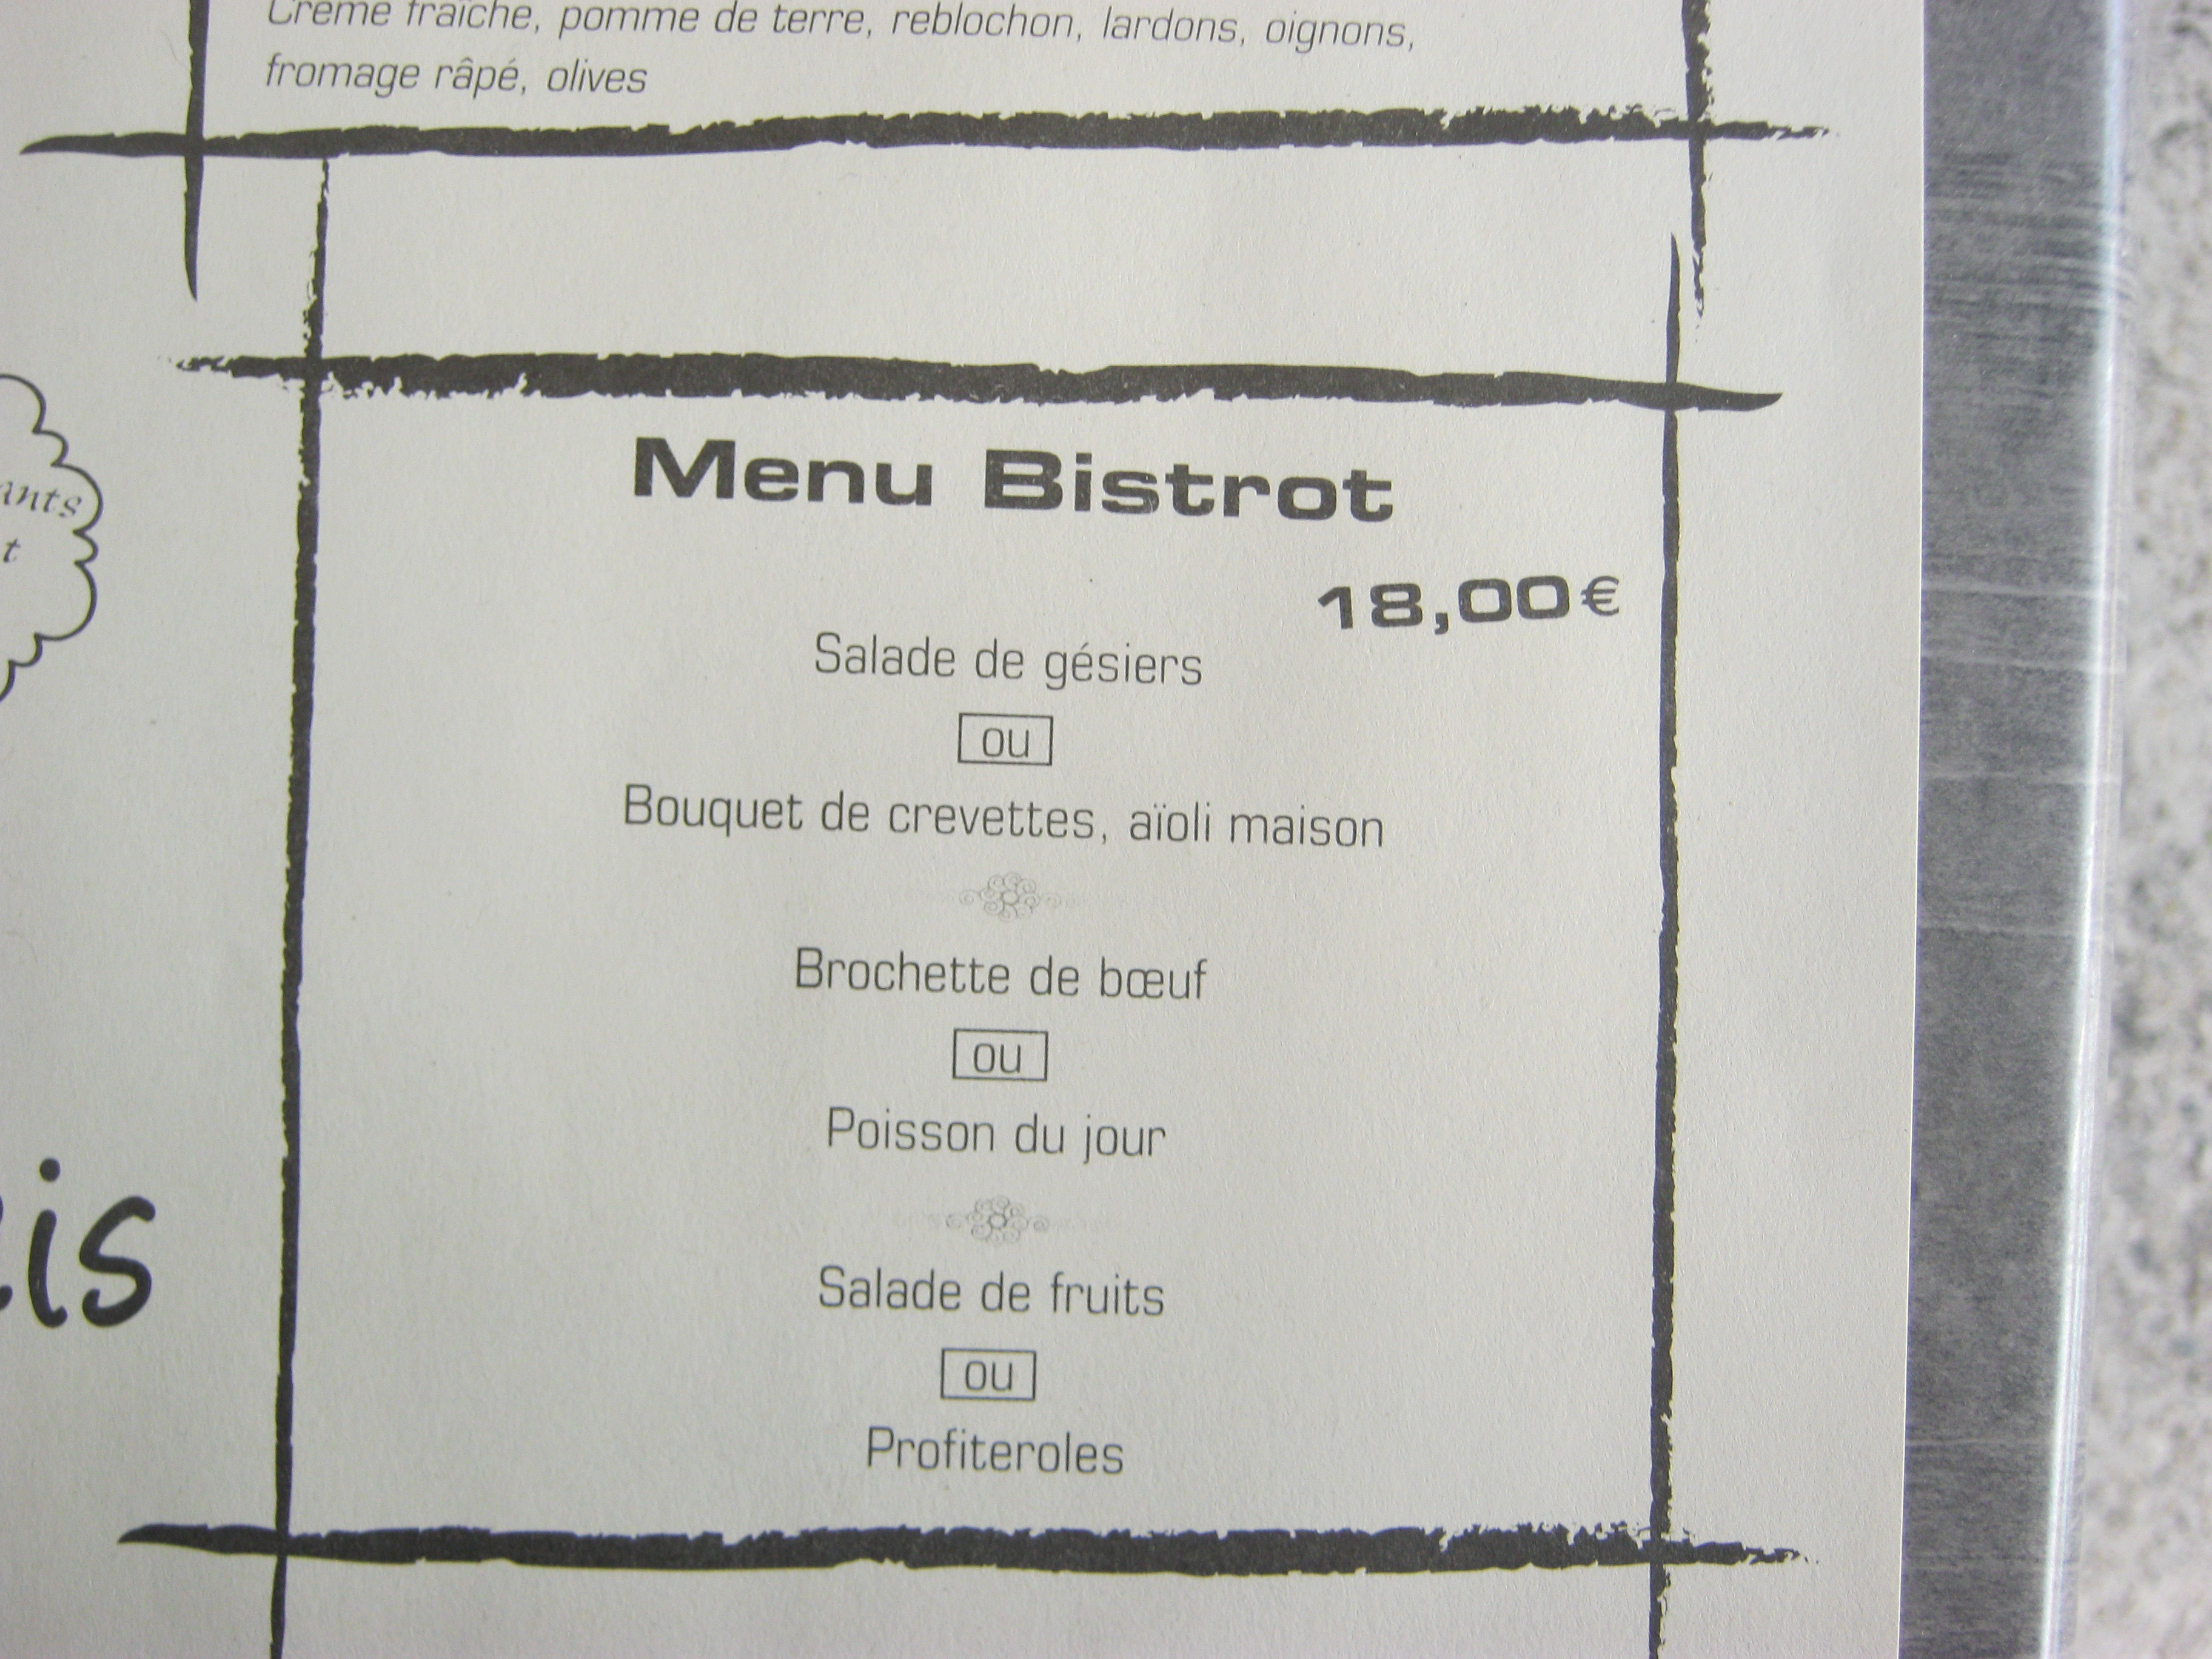 Crème fraîche, pomme de terre, reblochon, lardons, oignons,
fromage râpé, olives
Menu Bistrot
18,00€
Salade de gésiers
ou
Bouquet de crevettes, aïoli maison
Brochette de bœuf
ou
Poisson du jour
Salade de fruits
ou
Profiteroles